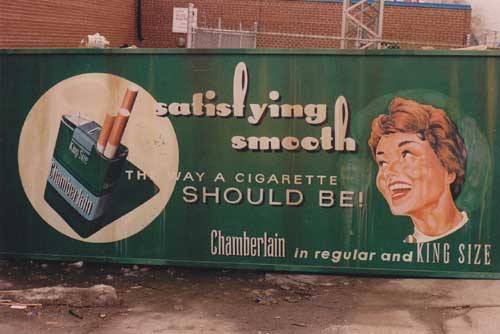 satisfying
smooth
THE WAY A CIGARETTE
SHOULD BE!
King Size
Chamberlain
Chamberlain in regular and KING SIZE